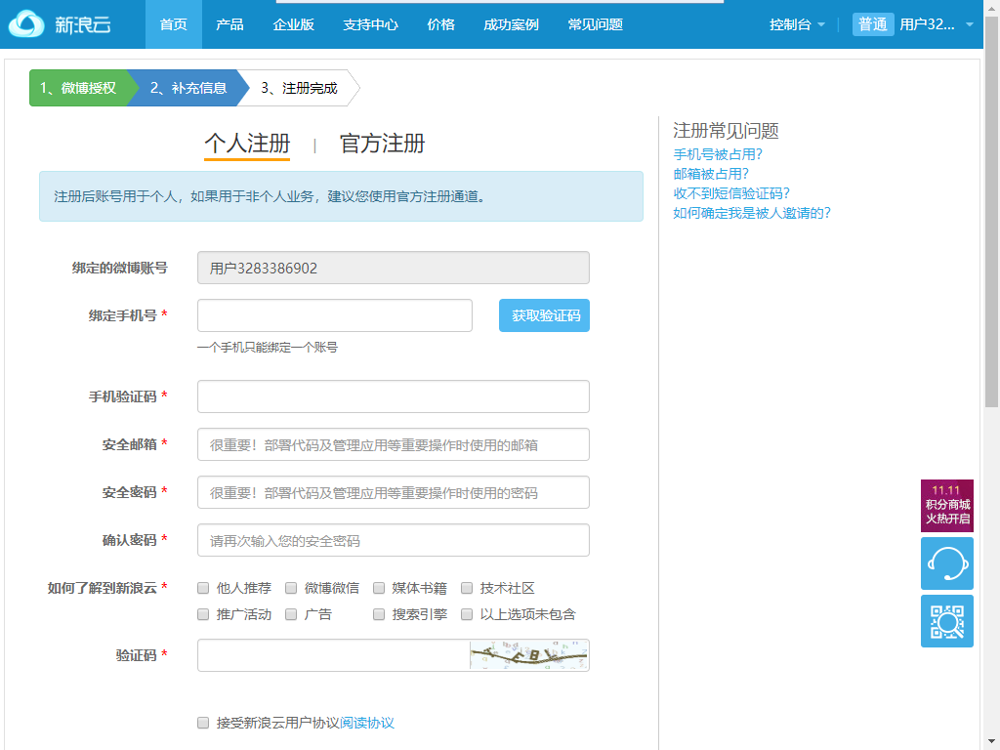 新浪云
首页 产品 企业版 支持中心 价格 成功案例 常见问题 控制台 普通 用户32...
1、微博授权 2、补充信息 3、注册完成
个人注册 | 官方注册
注册后账号用于个人，如果用于非个人业务，建议您使用官方注册通道。
绑定的微博账号 用户3283386902
绑定手机号 * 获取验证码
一个手机只能绑定一个账号
手机验证码 *
安全邮箱 * 很重要！部署代码及管理应用等重要操作时使用的邮箱
安全密码 * 很重要！部署代码及管理应用等重要操作时使用的密码
确认密码 * 请再次输入您的安全密码
如何了解到新浪云 * 他人推荐 微博微信 媒体书籍 技术社区
推广活动 广告 搜索引擎 以上选项未包含
验证码 *
接受新浪云用户协议阅读协议
注册常见问题
手机号被占用?
邮箱被占用?
收不到短信验证码?
如何确定我是被人邀请的?
11.11
积分商城
火热开启